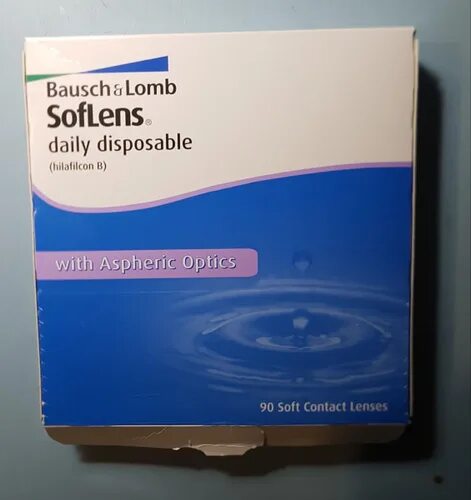 Bausch & Lomb
SofLens®
daily disposable
(hilafilcon B)
with Aspheric Optics
90 Soft Contact Lenses